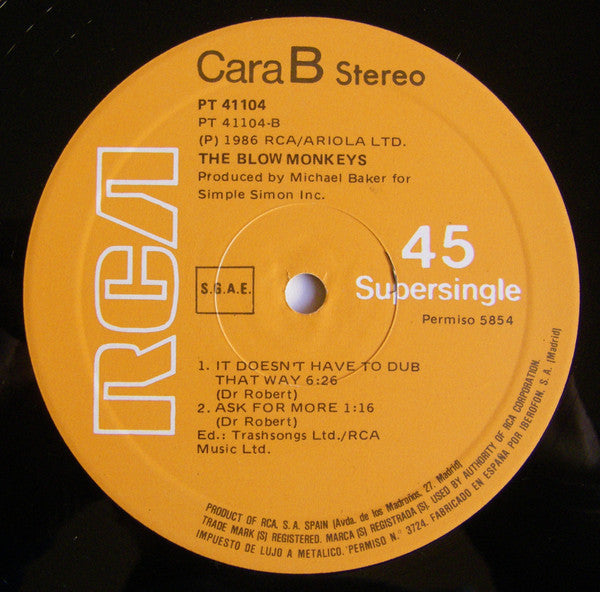 Cara B Stereo
PT 41104
PT 41104-B
(P) 1986 RCA/ARIOLA LTD.
THE BLOW MONKEYS
Produced by Michael Baker for
Simple Simon Inc.
RCA
45
Supersingle
S.G.A.E.
Permiso 5854
1. IT DOESN'T HAVE TO DUB
THAT WAY 6:26
(Dr Robert)
2. ASK FOR MORE 1:16
(Dr Robert)
Ed.: Trashsongs Ltd./RCA
Music Ltd.
PRODUCT OF RCA, S.A. SPAIN (Avda. de los Madroños, 27. Madrid)
TRADE MARK (S) REGISTERED. MARCA (S) REGISTRADA (S). USED BY AUTHORITY OF RCA CORPORATION.
IMPUESTO DE LUJO A METALICO. PERMISO N.º 3724. FABRICADO EN ESPAÑA POR IBEROFON, S. A. (Madrid)